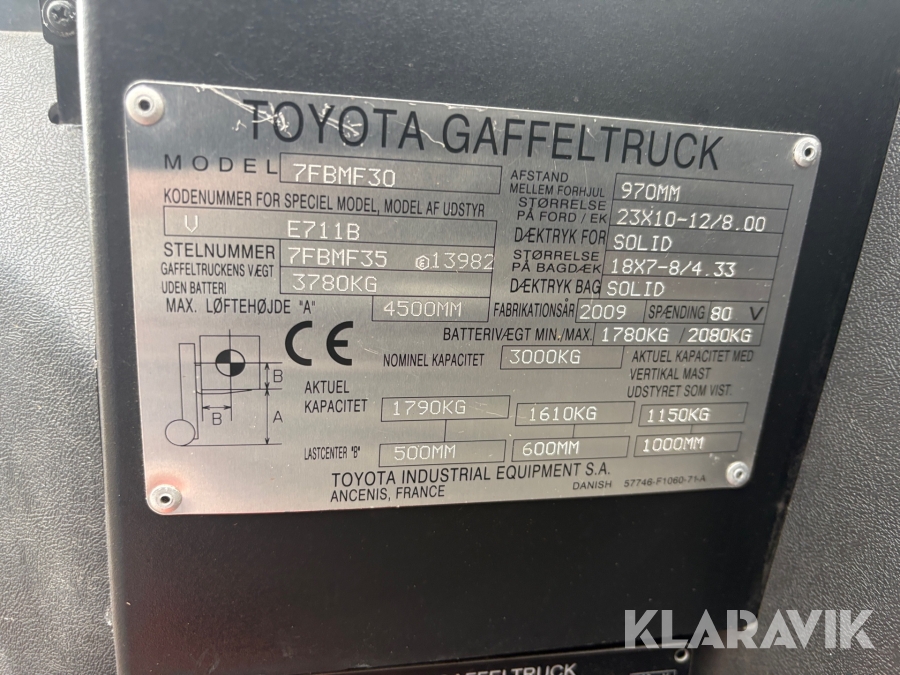 TOYOTA GAFFELTRUCK
MODEL 7FBMF30
KODENUMMER FOR SPECIEL MODEL, MODEL AF UDSTYR
V E711B
STELNUMMER 7FBMF35 Ⓔ13982
GAFFELTRUCKENS VÆGT
UDEN BATTERI 3780KG
MAX. LØFTEHØJDE "A" 4500MM
AFSTAND
MELLEM FORHJUL 970MM
STØRRELSE
PÅ FORD / EK 23X10-12/8.00
DÆKTRYK FOR SOLID
STØRRELSE
PÅ BAGDÆK 18X7-8/4.33
DÆKTRYK BAG SOLID
FABRIKATIONSÅR 2009 SPÆNDING 80 V
BATTERIVÆGT MIN./MAX. 1780KG / 2080KG
CE
NOMINEL KAPACITET 3000KG
AKTUEL KAPACITET MED
VERTIKAL MAST
UDSTYRET SOM VIST.
B
A
B
AKTUEL
KAPACITET 1790KG 1610KG 1150KG
LASTCENTER "B" 500MM 600MM 1000MM
TOYOTA INDUSTRIAL EQUIPMENT S.A.
ANCENIS, FRANCE
DANISH 57746-F1060-71-A
KLARAVIK
GAFFELTRUCK